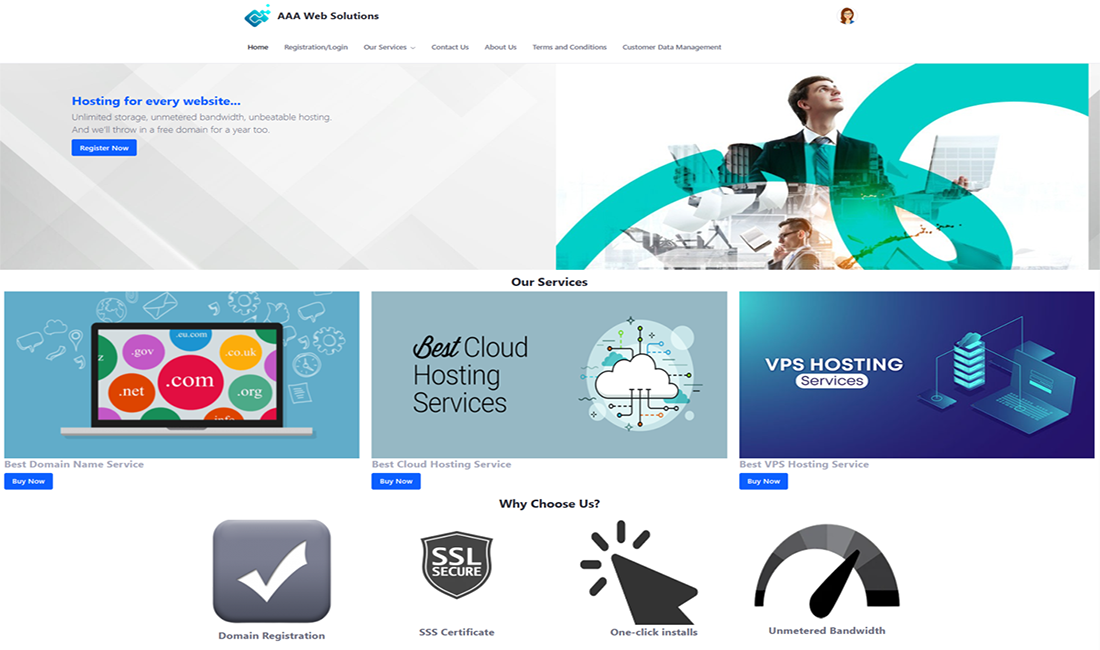 AAA Web Solutions
Home Registration/Login Our Services Contact Us About Us Terms and Conditions Customer Data Management
Hosting for every website...
Unlimited storage, unmetered bandwidth, unbeatable hosting.
And we'll throw in a free domain for a year too.
Register Now
Our Services
.cu.com
z .gov .co.uk
.com
.net .org
info
Best Cloud
Hosting
Services
VPS HOSTING
Services
Best Domain Name Service
Best Cloud Hosting Service
Best VPS Hosting Service
Buy Now
Buy Now
Buy Now
Why Choose Us?
SSL
SECURE
Domain Registration
SSS Certificate
One-click installs
Unmetered Bandwidth